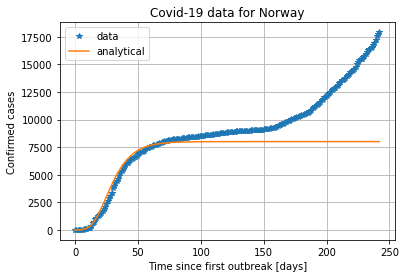 Covid-19 data for Norway
data
analytical
17500
15000
12500
10000
7500
5000
2500
0
Confirmed cases
0 50 100 150 200 250
Time since first outbreak [days]